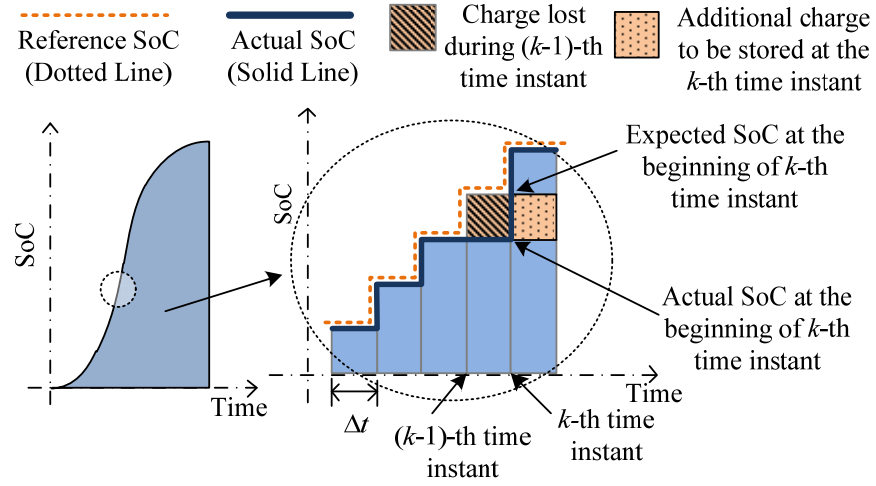 Reference SoC
(Dotted Line)
Actual SoC
(Solid Line)
Charge lost
during (k-1)-th
time instant
Additional charge
to be stored at the
k-th time instant
SoC
Time
SoC
Time
Δt
(k-1)-th time
instant
k-th time
instant
Expected SoC at the
beginning of k-th
time instant
Actual SoC at the
beginning of k-th
time instant